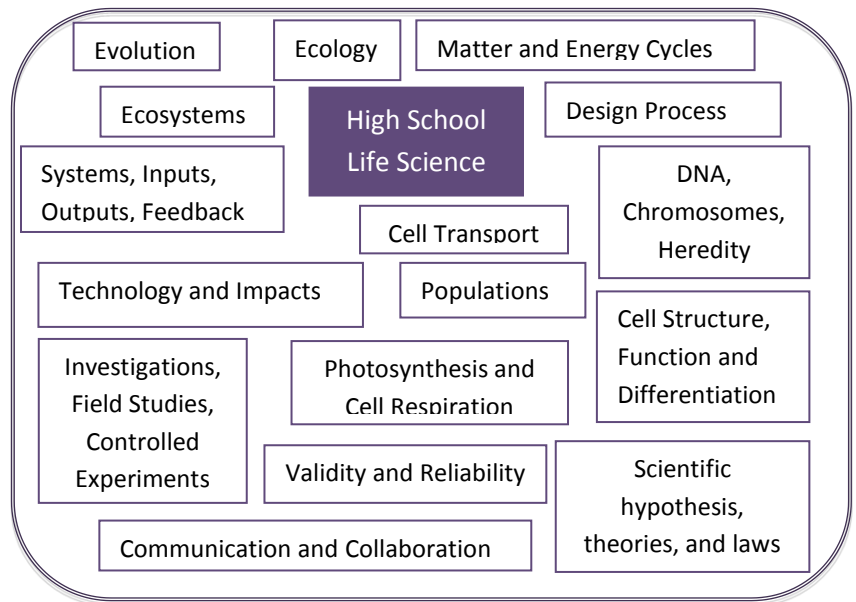 Evolution
Ecology
Matter and Energy Cycles
Ecosystems
High School
Life Science
Design Process
Systems, Inputs,
Outputs, Feedback
DNA,
Chromosomes,
Heredity
Cell Transport
Technology and Impacts
Populations
Cell Structure,
Function and
Differentiation
Investigations,
Field Studies,
Controlled
Experiments
Photosynthesis and
Cell Respiration
Validity and Reliability
Scientific
hypothesis,
theories, and laws
Communication and Collaboration